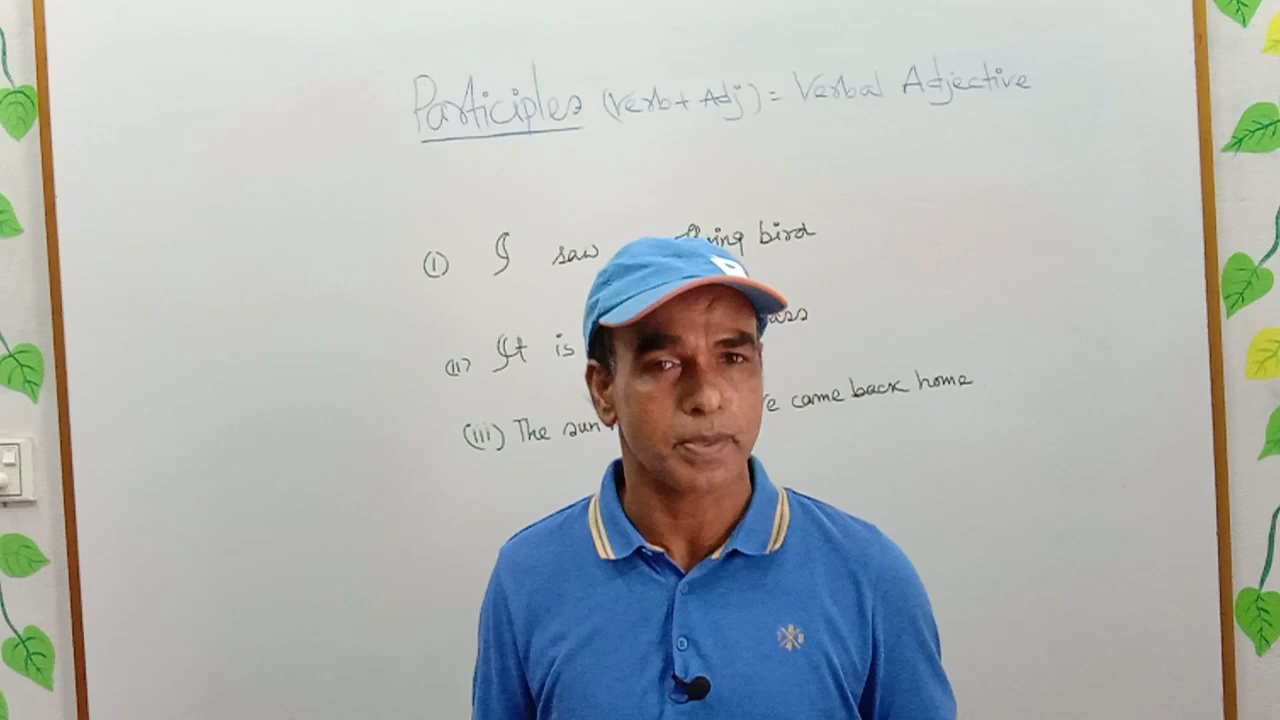 Participles (Verb + Adj) = Verbal Adjective
(i) I saw flying bird
(ii) It is
(iii) The sun came back home